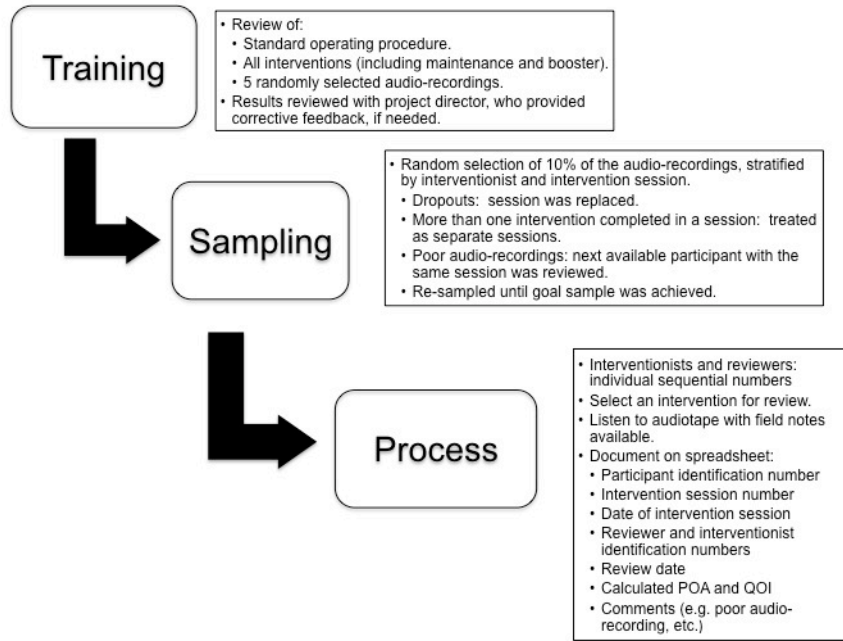 Training
• Review of:
• Standard operating procedure.
• All interventions (including maintenance and booster).
• 5 randomly selected audio-recordings.
• Results reviewed with project director, who provided
corrective feedback, if needed.
Sampling
• Random selection of 10% of the audio-recordings, stratified
by interventionist and intervention session.
• Dropouts: session was replaced.
• More than one intervention completed in a session: treated
as separate sessions.
• Poor audio-recordings: next available participant with the
same session was reviewed.
• Re-sampled until goal sample was achieved.
Process
• Interventionists and reviewers:
individual sequential numbers
• Select an intervention for review.
• Listen to audiotape with field notes
available.
• Document on spreadsheet:
• Participant identification number
• Intervention session number
• Date of intervention session
• Reviewer and interventionist
identification numbers
• Review date
• Calculated POA and QOI
• Comments (e.g. poor audio-
recording, etc.)